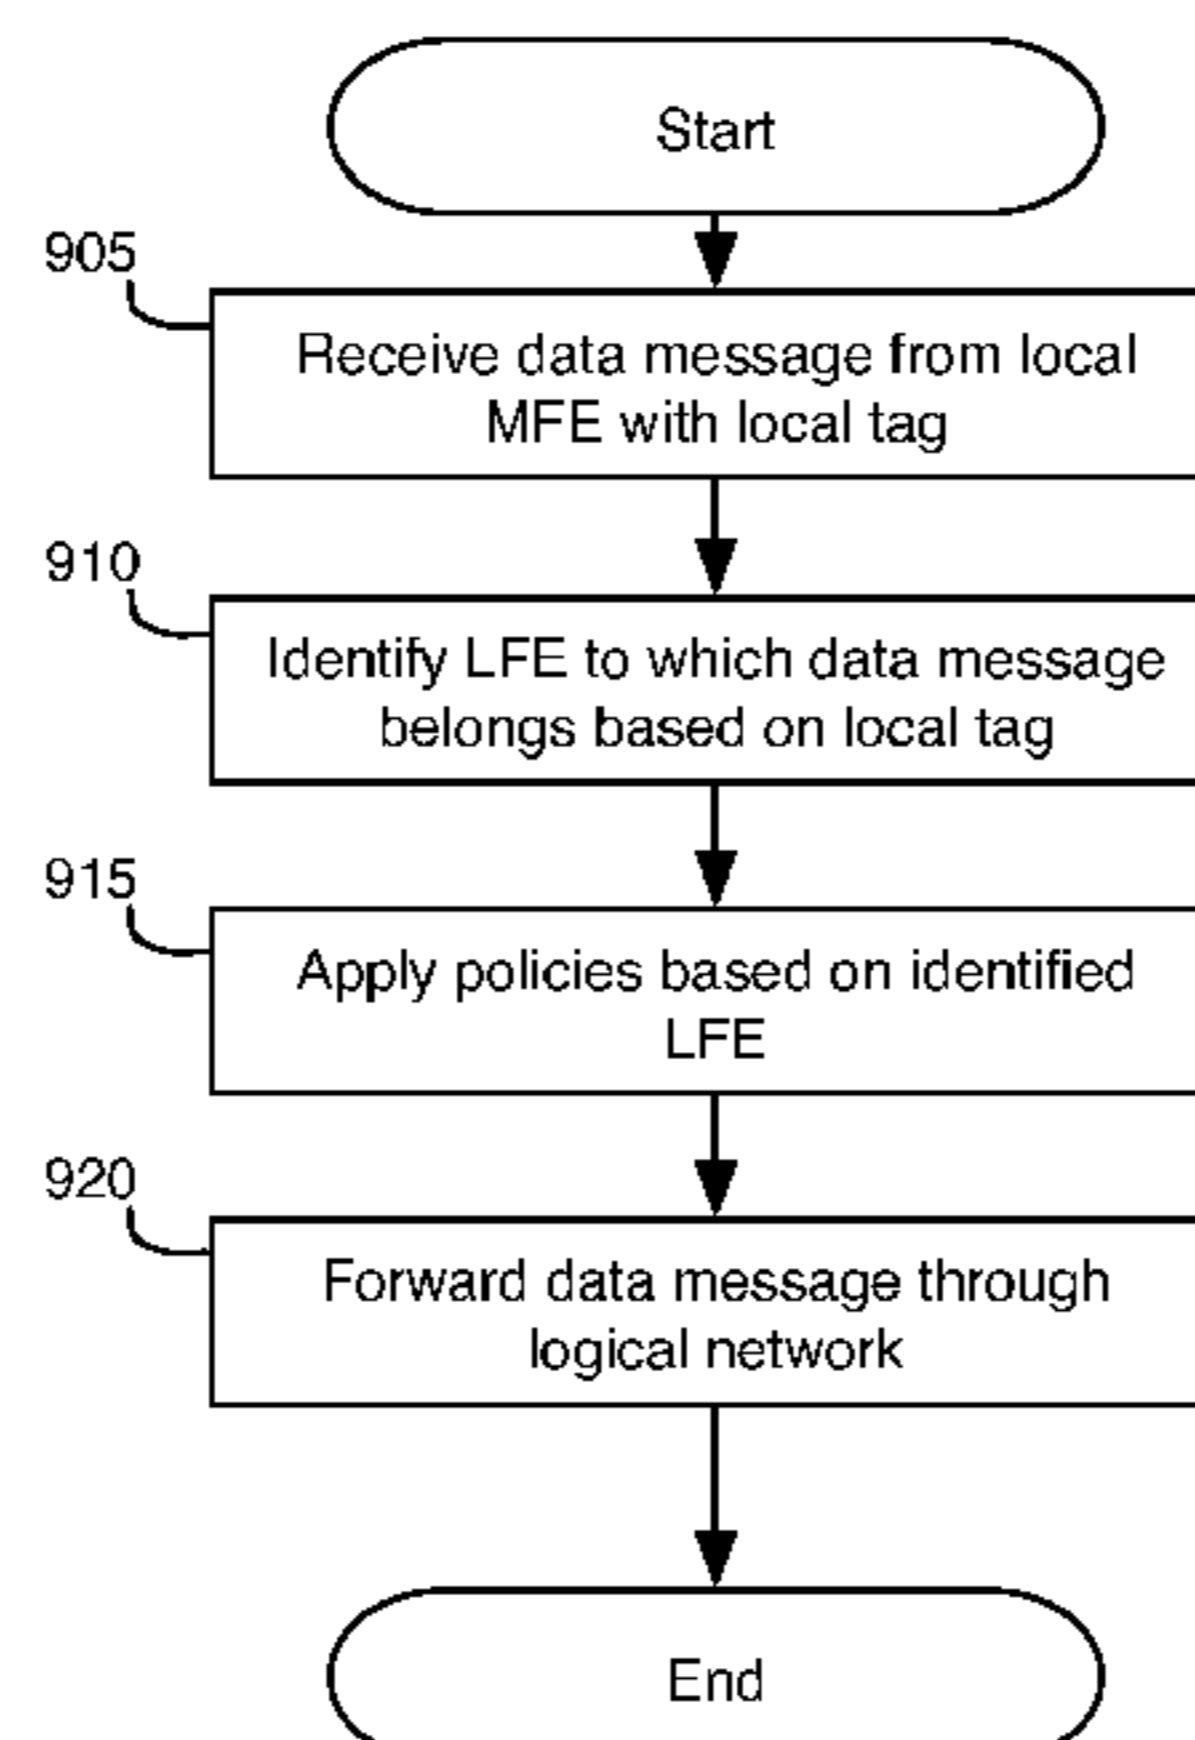 Start
905
Receive data message from local
MFE with local tag
910
Identify LFE to which data message
belongs based on local tag
915
Apply policies based on identified
LFE
920
Forward data message through
logical network
End